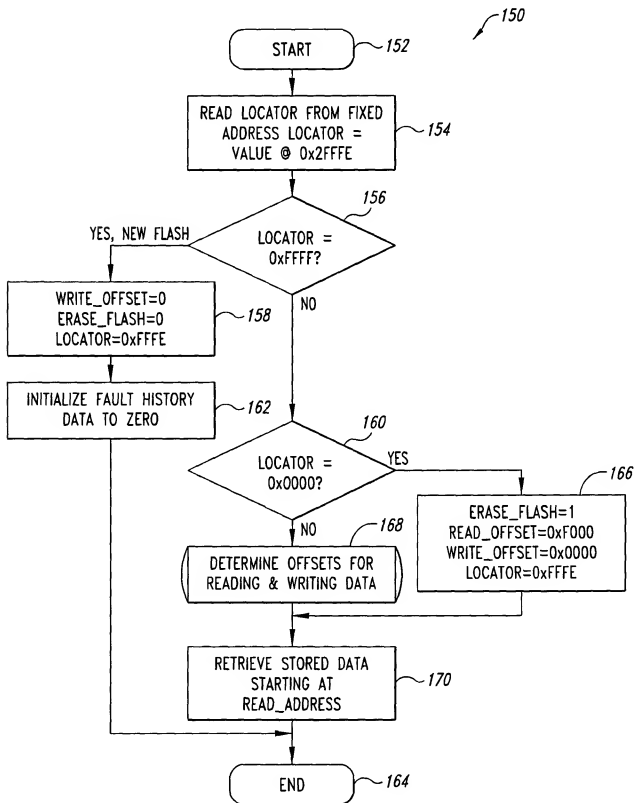 150
START
152
READ LOCATOR FROM FIXED
ADDRESS LOCATOR =
VALUE @ 0x2FFFE
154
156
YES, NEW FLASH
LOCATOR =
0xFFFF?
NO
WRITE_OFFSET=0
ERASE_FLASH=0
LOCATOR=0xFFFE
158
INITIALIZE FAULT HISTORY
DATA TO ZERO
162
160
LOCATOR =
0x0000?
YES
NO
166
ERASE_FLASH=1
READ_OFFSET=0xF000
WRITE_OFFSET=0x0000
LOCATOR=0xFFFE
168
DETERMINE OFFSETS FOR
READING & WRITING DATA
RETRIEVE STORED DATA
STARTING AT
READ_ADDRESS
170
END
164